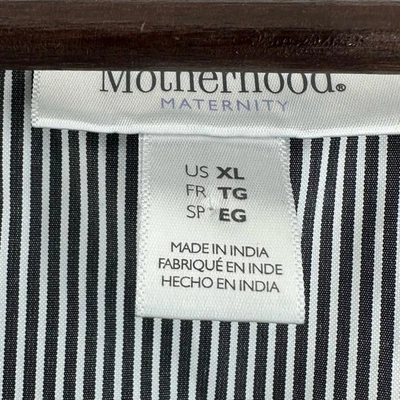 Motherhood®
MATERNITY
US XL
FR TG
SP EG
MADE IN INDIA
FABRIQUÉ EN INDE
HECHO EN INDIA